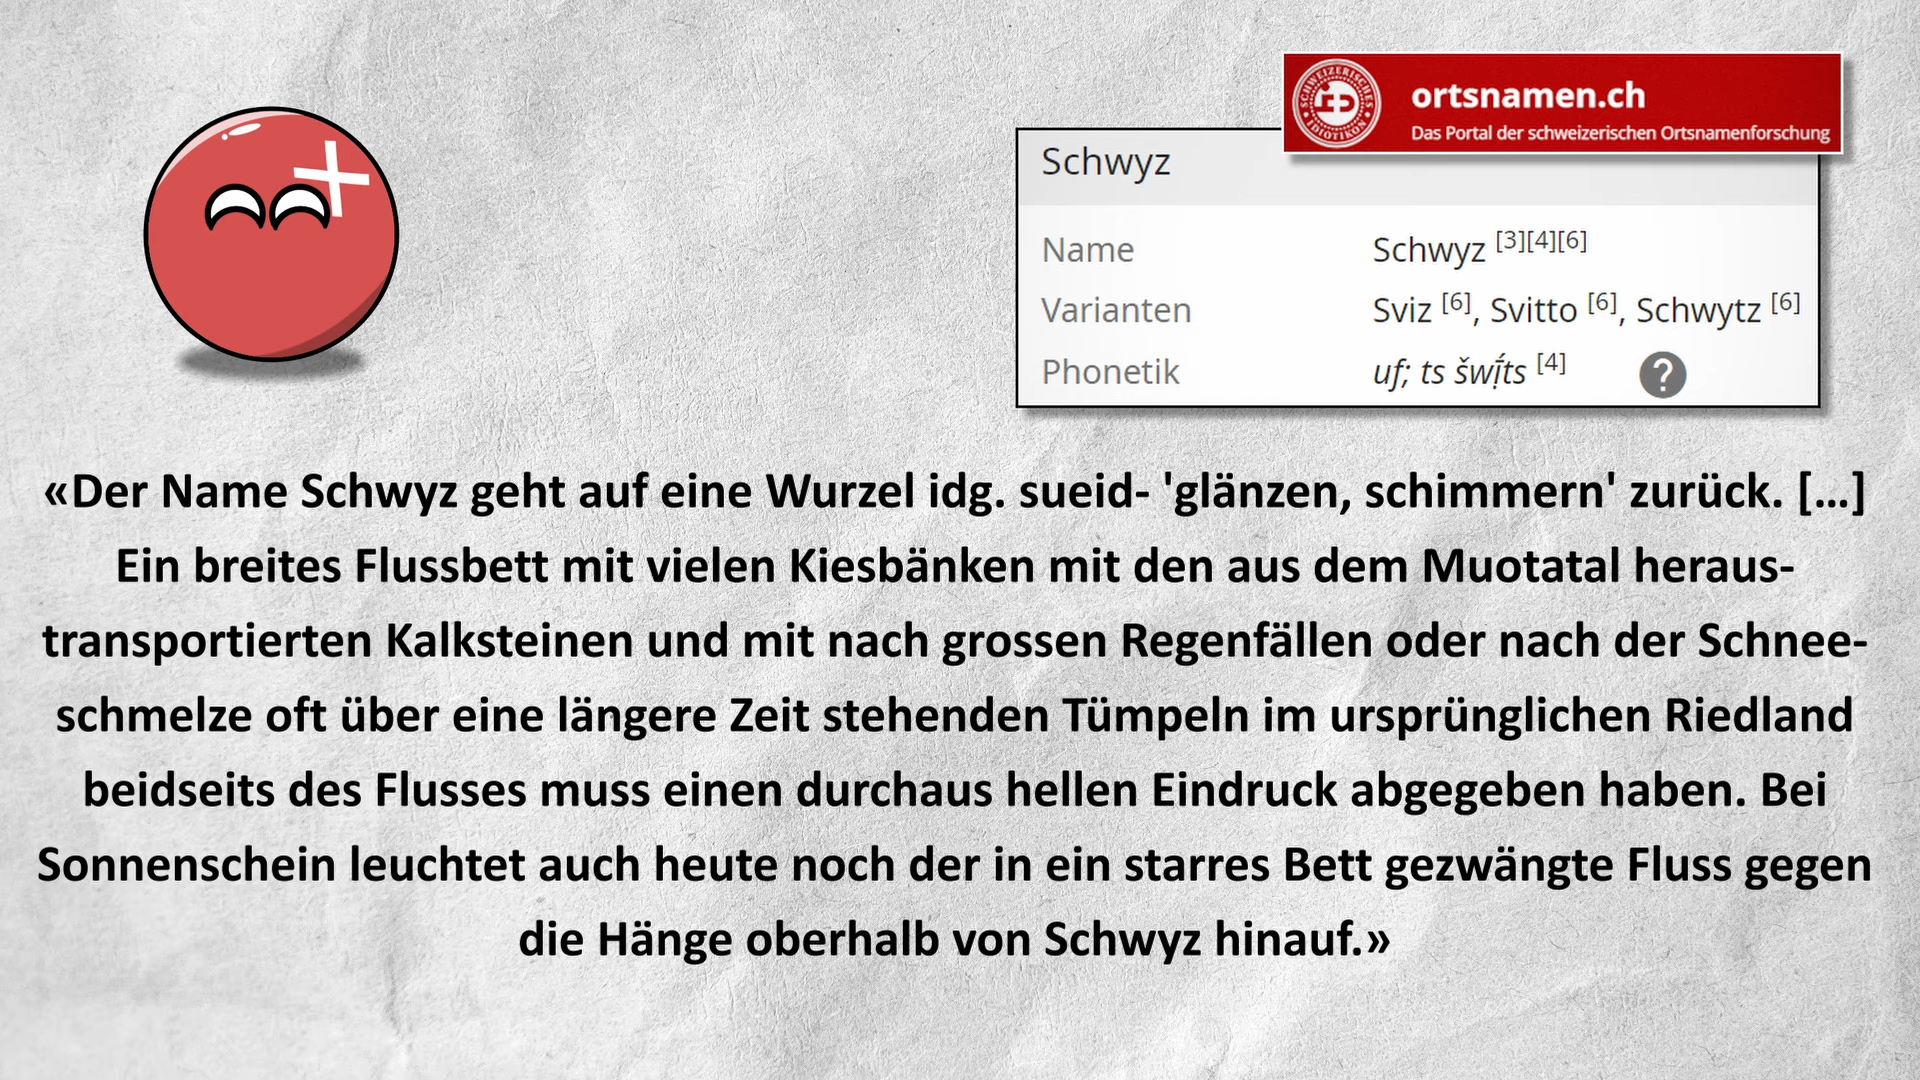 SCHWEIZERISCHES
IDIOTIKON
ortsnamen.ch
Das Portal der schweizerischen Ortsnamenforschung
Schwyz
Name Schwyz [3][4][6]
Varianten Sviz [6], Svitto [6], Schwytz [6]
Phonetik uf; ts šwị́ts [4] ?
«Der Name Schwyz geht auf eine Wurzel idg. sueid- 'glänzen, schimmern' zurück. [...]
Ein breites Flussbett mit vielen Kiesbänken mit den aus dem Muotatal heraus-
transportierten Kalksteinen und mit nach grossen Regenfällen oder nach der Schnee-
schmelze oft über eine längere Zeit stehenden Tümpeln im ursprünglichen Riedland
beidseits des Flusses muss einen durchaus hellen Eindruck abgegeben haben. Bei
Sonnenschein leuchtet auch heute noch der in ein starres Bett gezwängte Fluss gegen
die Hänge oberhalb von Schwyz hinauf.»